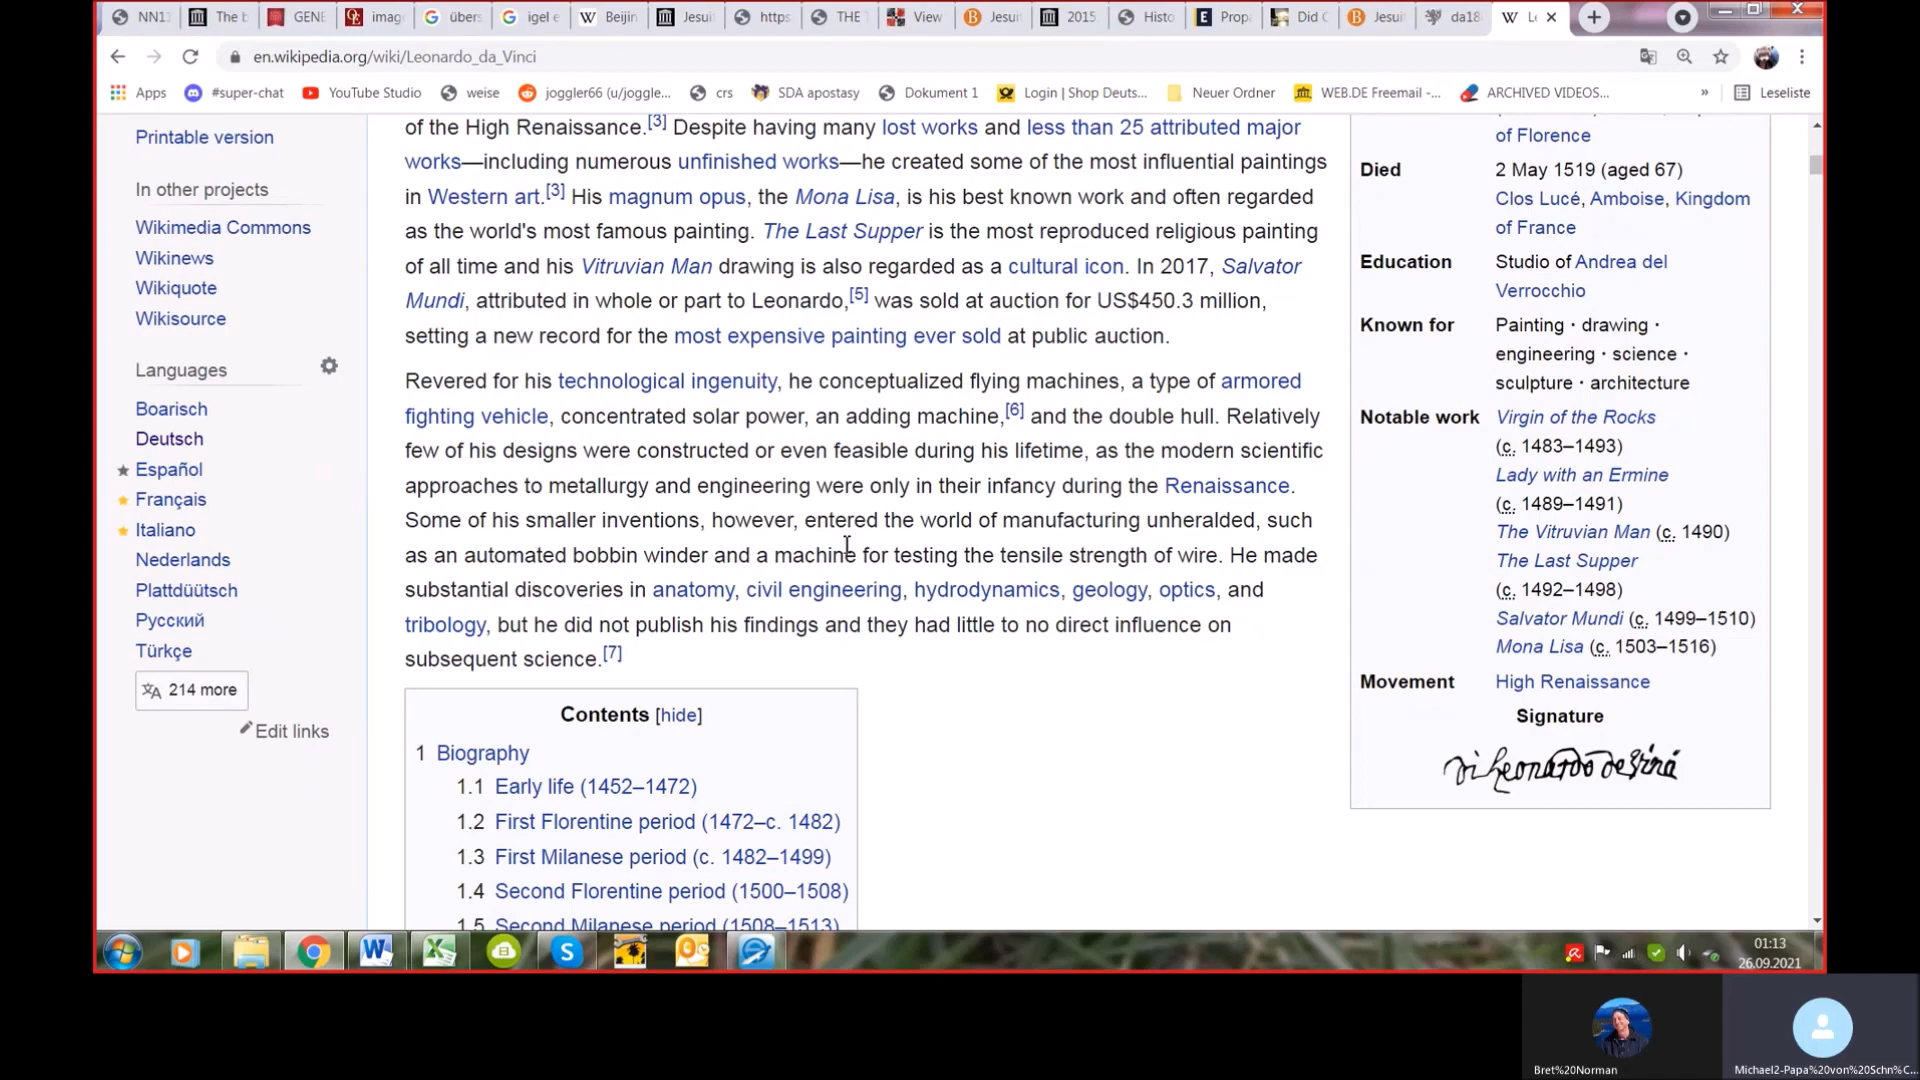 NN1
The b
GENE
imag
übers
igel e
Beijin
Jesuit
https
THE
View
Jesui
2015
Histo
Propa
Did C
Jesui
da18
en.wikipedia.org/wiki/Leonardo_da_Vinci
Apps
#super-chat
YouTube Studio
weise
joggler66 (u/joggle...
crs
SDA apostasy
Dokument 1
Login | Shop Deuts...
Neuer Ordner
WEB.DE Freemail -...
ARCHIVED VIDEOS...
»
Leseliste
Printable version
In other projects
Wikimedia Commons
Wikinews
Wikiquote
Wikisource
Languages
Boarisch
Deutsch
Español
Français
Italiano
Nederlands
Plattdüütsch
Русский
Türkçe
214 more
Edit links
of the High Renaissance.[3] Despite having many lost works and less than 25 attributed major
works—including numerous unfinished works—he created some of the most influential paintings
in Western art.[3] His magnum opus, the Mona Lisa, is his best known work and often regarded
as the world's most famous painting. The Last Supper is the most reproduced religious painting
of all time and his Vitruvian Man drawing is also regarded as a cultural icon. In 2017, Salvator
Mundi, attributed in whole or part to Leonardo,[5] was sold at auction for US$450.3 million,
setting a new record for the most expensive painting ever sold at public auction.
Revered for his technological ingenuity, he conceptualized flying machines, a type of armored
fighting vehicle, concentrated solar power, an adding machine,[6] and the double hull. Relatively
few of his designs were constructed or even feasible during his lifetime, as the modern scientific
approaches to metallurgy and engineering were only in their infancy during the Renaissance.
Some of his smaller inventions, however, entered the world of manufacturing unheralded, such
as an automated bobbin winder and a machine for testing the tensile strength of wire. He made
substantial discoveries in anatomy, civil engineering, hydrodynamics, geology, optics, and
tribology, but he did not publish his findings and they had little to no direct influence on
subsequent science.[7]
Contents [hide]
1 Biography
1.1 Early life (1452–1472)
1.2 First Florentine period (1472–c. 1482)
1.3 First Milanese period (c. 1482–1499)
1.4 Second Florentine period (1500–1508)
1.5 Second Milanese period (1508–1513)
of Florence
Died 2 May 1519 (aged 67)
Clos Lucé, Amboise, Kingdom
of France
Education Studio of Andrea del
Verrocchio
Known for Painting · drawing ·
engineering · science ·
sculpture · architecture
Notable work Virgin of the Rocks
(c. 1483–1493)
Lady with an Ermine
(c. 1489–1491)
The Vitruvian Man (c. 1490)
The Last Supper
(c. 1492–1498)
Salvator Mundi (c. 1499–1510)
Mona Lisa (c. 1503–1516)
Movement High Renaissance
Signature
01:13
26.09.2021
Bret%20Norman
Michael2-Papa%20von%20Schn%C...